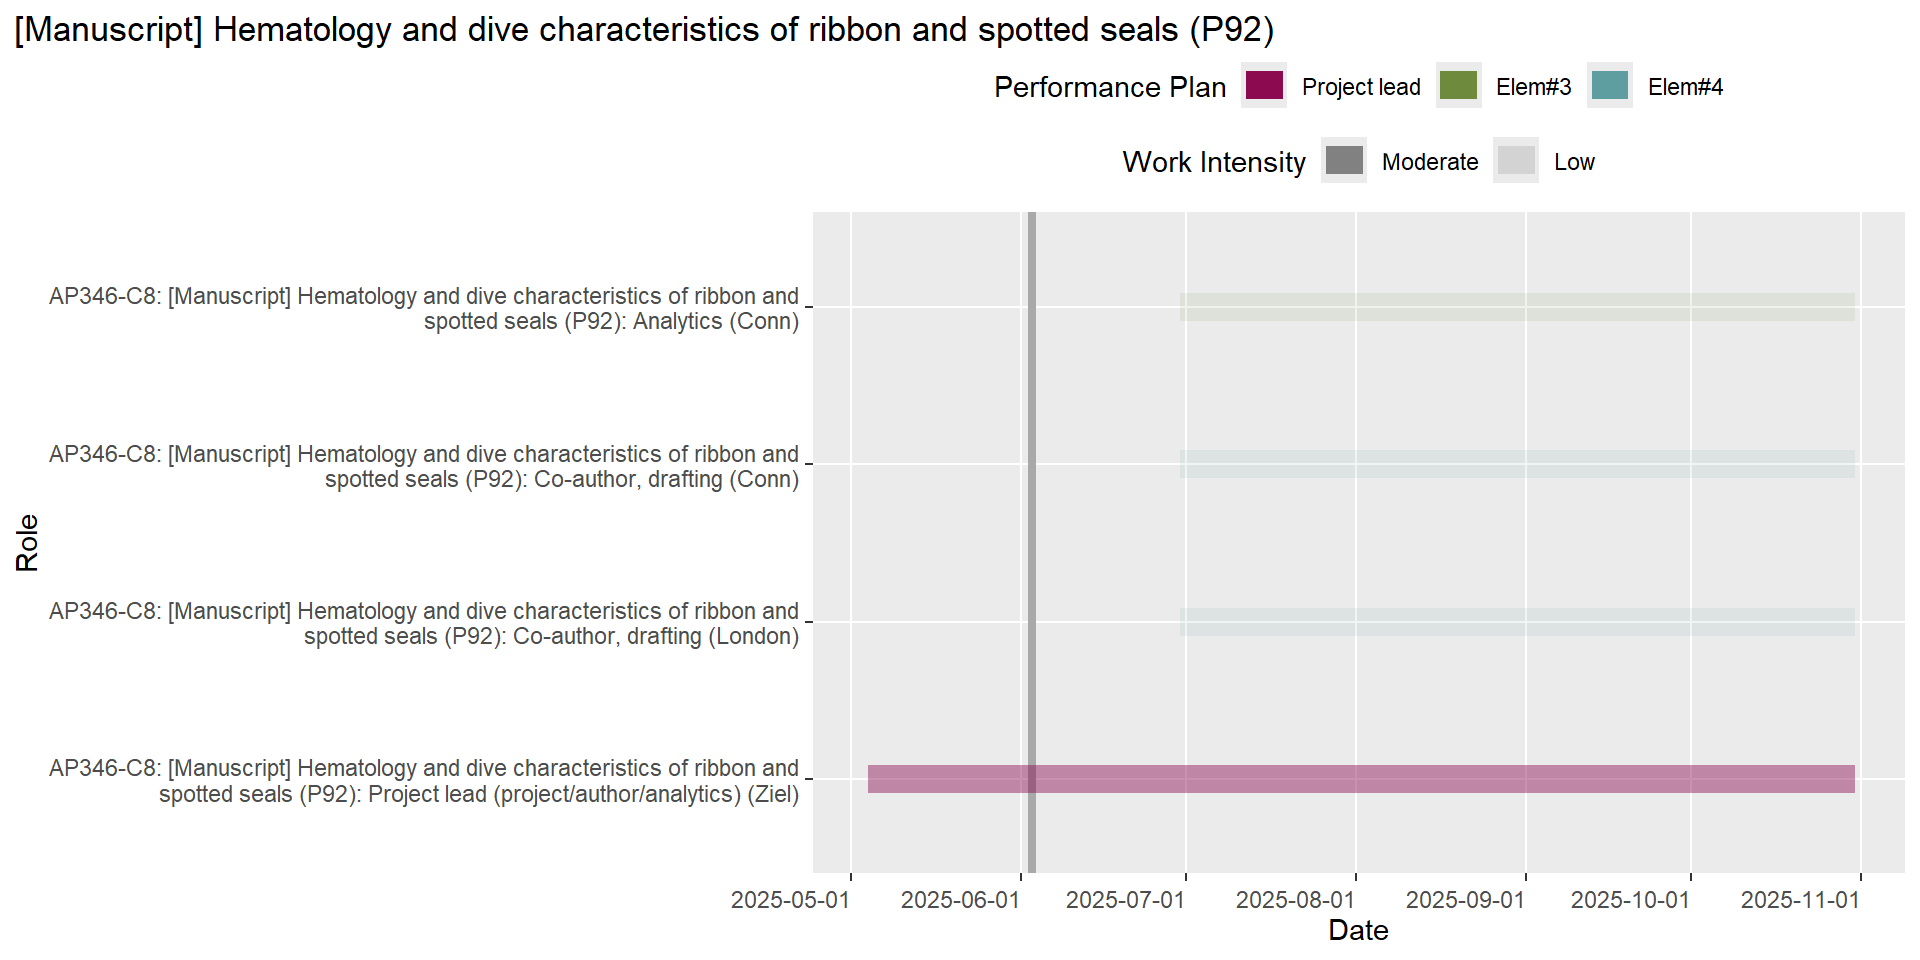 [Manuscript] Hematology and dive characteristics of ribbon and spotted seals (P92)
Performance Plan Project lead Elem#3 Elem#4
Work Intensity Moderate Low
AP346-C8: [Manuscript] Hematology and dive characteristics of ribbon and
spotted seals (P92): Analytics (Conn)
AP346-C8: [Manuscript] Hematology and dive characteristics of ribbon and
spotted seals (P92): Co-author, drafting (Conn)
Role
AP346-C8: [Manuscript] Hematology and dive characteristics of ribbon and
spotted seals (P92): Co-author, drafting (London)
AP346-C8: [Manuscript] Hematology and dive characteristics of ribbon and
spotted seals (P92): Project lead (project/author/analytics) (Ziel)
2025-05-01 2025-06-01 2025-07-01 2025-08-01 2025-09-01 2025-10-01 2025-11-01
Date